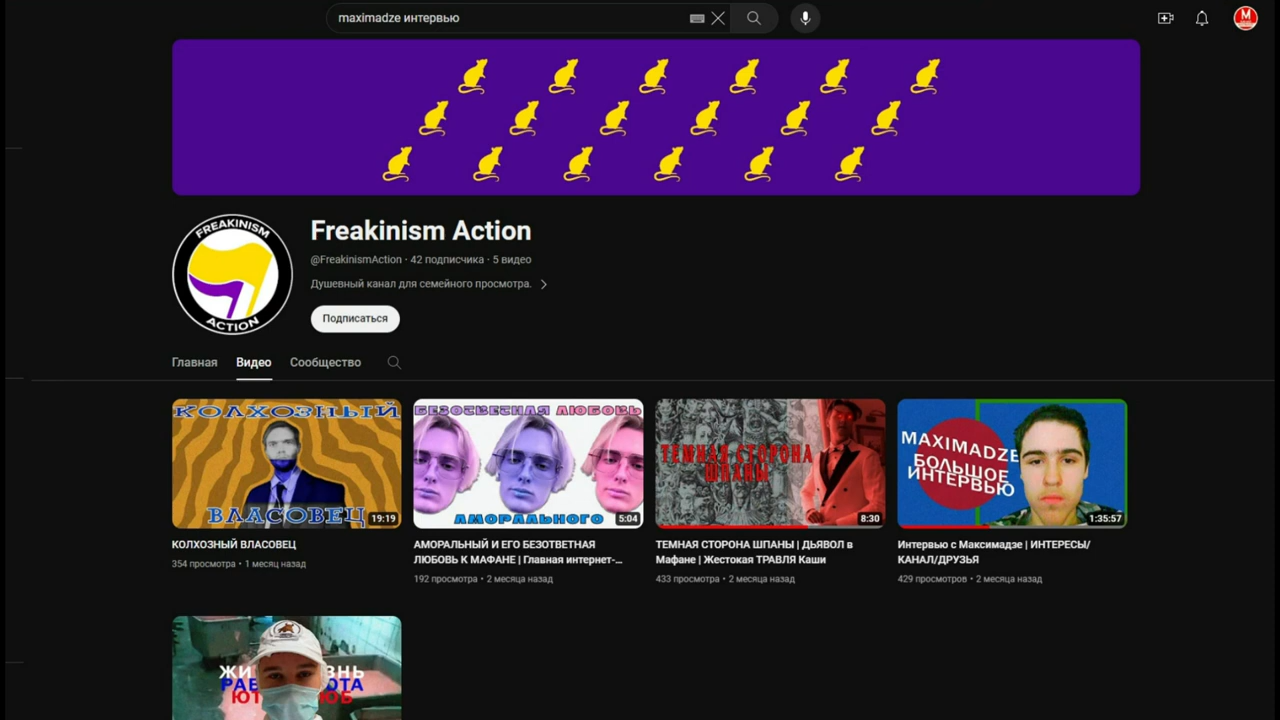 maximadze интервью
M
FREAKINISM
ACTION
Freakinism Action
@FreakinismAction · 42 подписчика · 5 видео
Душевный канал для семейного просмотра.
Подписаться
Главная Видео Сообщество
КОЛХОЗНЫЙ
ВЛАСОВЕЦ
19:19
БЕЗОТВЕТНАЯ ЛЮБОВЬ
АМОРАЛЬНОГО
5:04
ТЕМНАЯ СТОРОНА
ШПАНЫ
8:30
MAXIMADZE
БОЛЬШОЕ
ИНТЕРВЬЮ
1:35:57
КОЛХОЗНЫЙ ВЛАСОВЕЦ
354 просмотра • 1 месяц назад
АМОРАЛЬНЫЙ И ЕГО БЕЗОТВЕТНАЯ
ЛЮБОВЬ К МАФАНЕ | Главная интернет-...
192 просмотра • 2 месяца назад
ТЕМНАЯ СТОРОНА ШПАНЫ | ДЬЯВОЛ в
Мафане | Жестокая ТРАВЛЯ Каши
433 просмотра • 2 месяца назад
Интервью с Максимадзе | ИНТЕРЕСЫ/
КАНАЛ/ДРУЗЬЯ
429 просмотров • 2 месяца назад